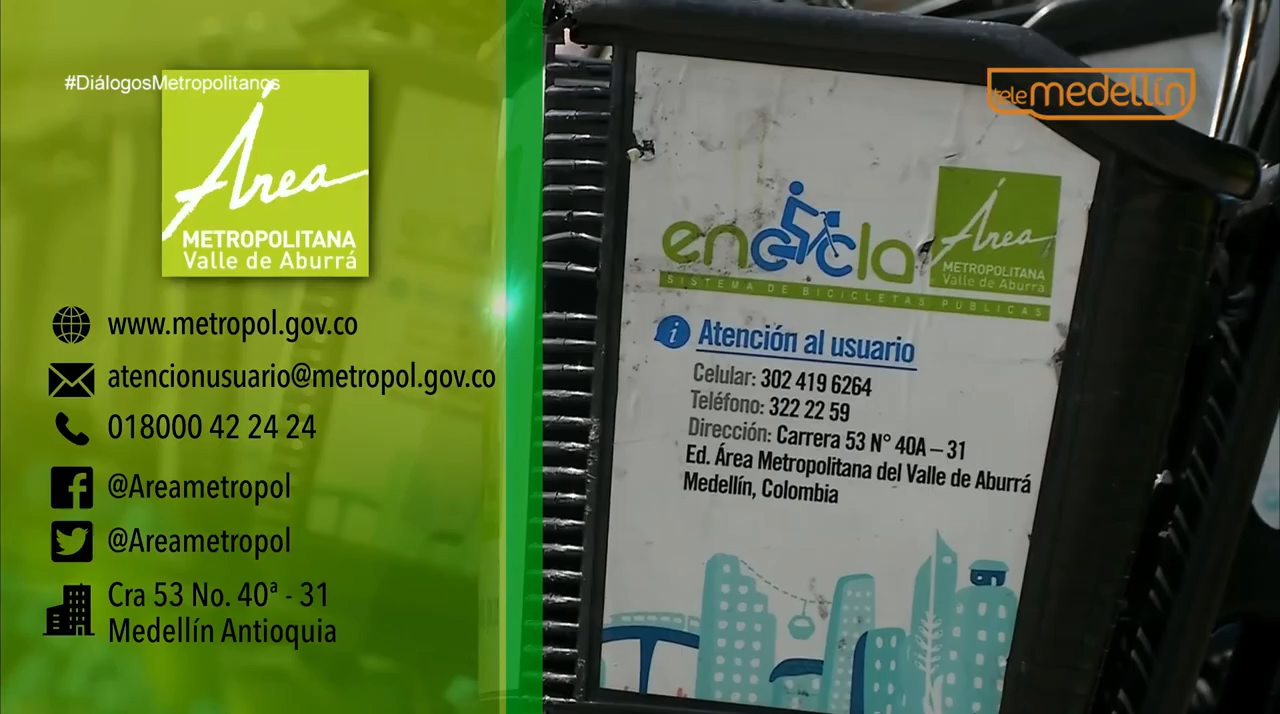 #DiálogosMetropolitanos
Área
METROPOLITANA
Valle de Aburrá
www.metropol.gov.co
atencionusuario@metropol.gov.co
018000 42 24 24
@Areametropol
@Areametropol
Cra 53 No. 40ª - 31
Medellín Antioquia
telemedellín
encicla
SISTEMA DE BICICLETAS PÚBLICAS
Área
METROPOLITANA
Valle de Aburrá
Atención al usuario
Celular: 302 419 6264
Teléfono: 322 22 59
Dirección: Carrera 53 N° 40A – 31
Ed. Área Metropolitana del Valle de Aburrá
Medellín, Colombia